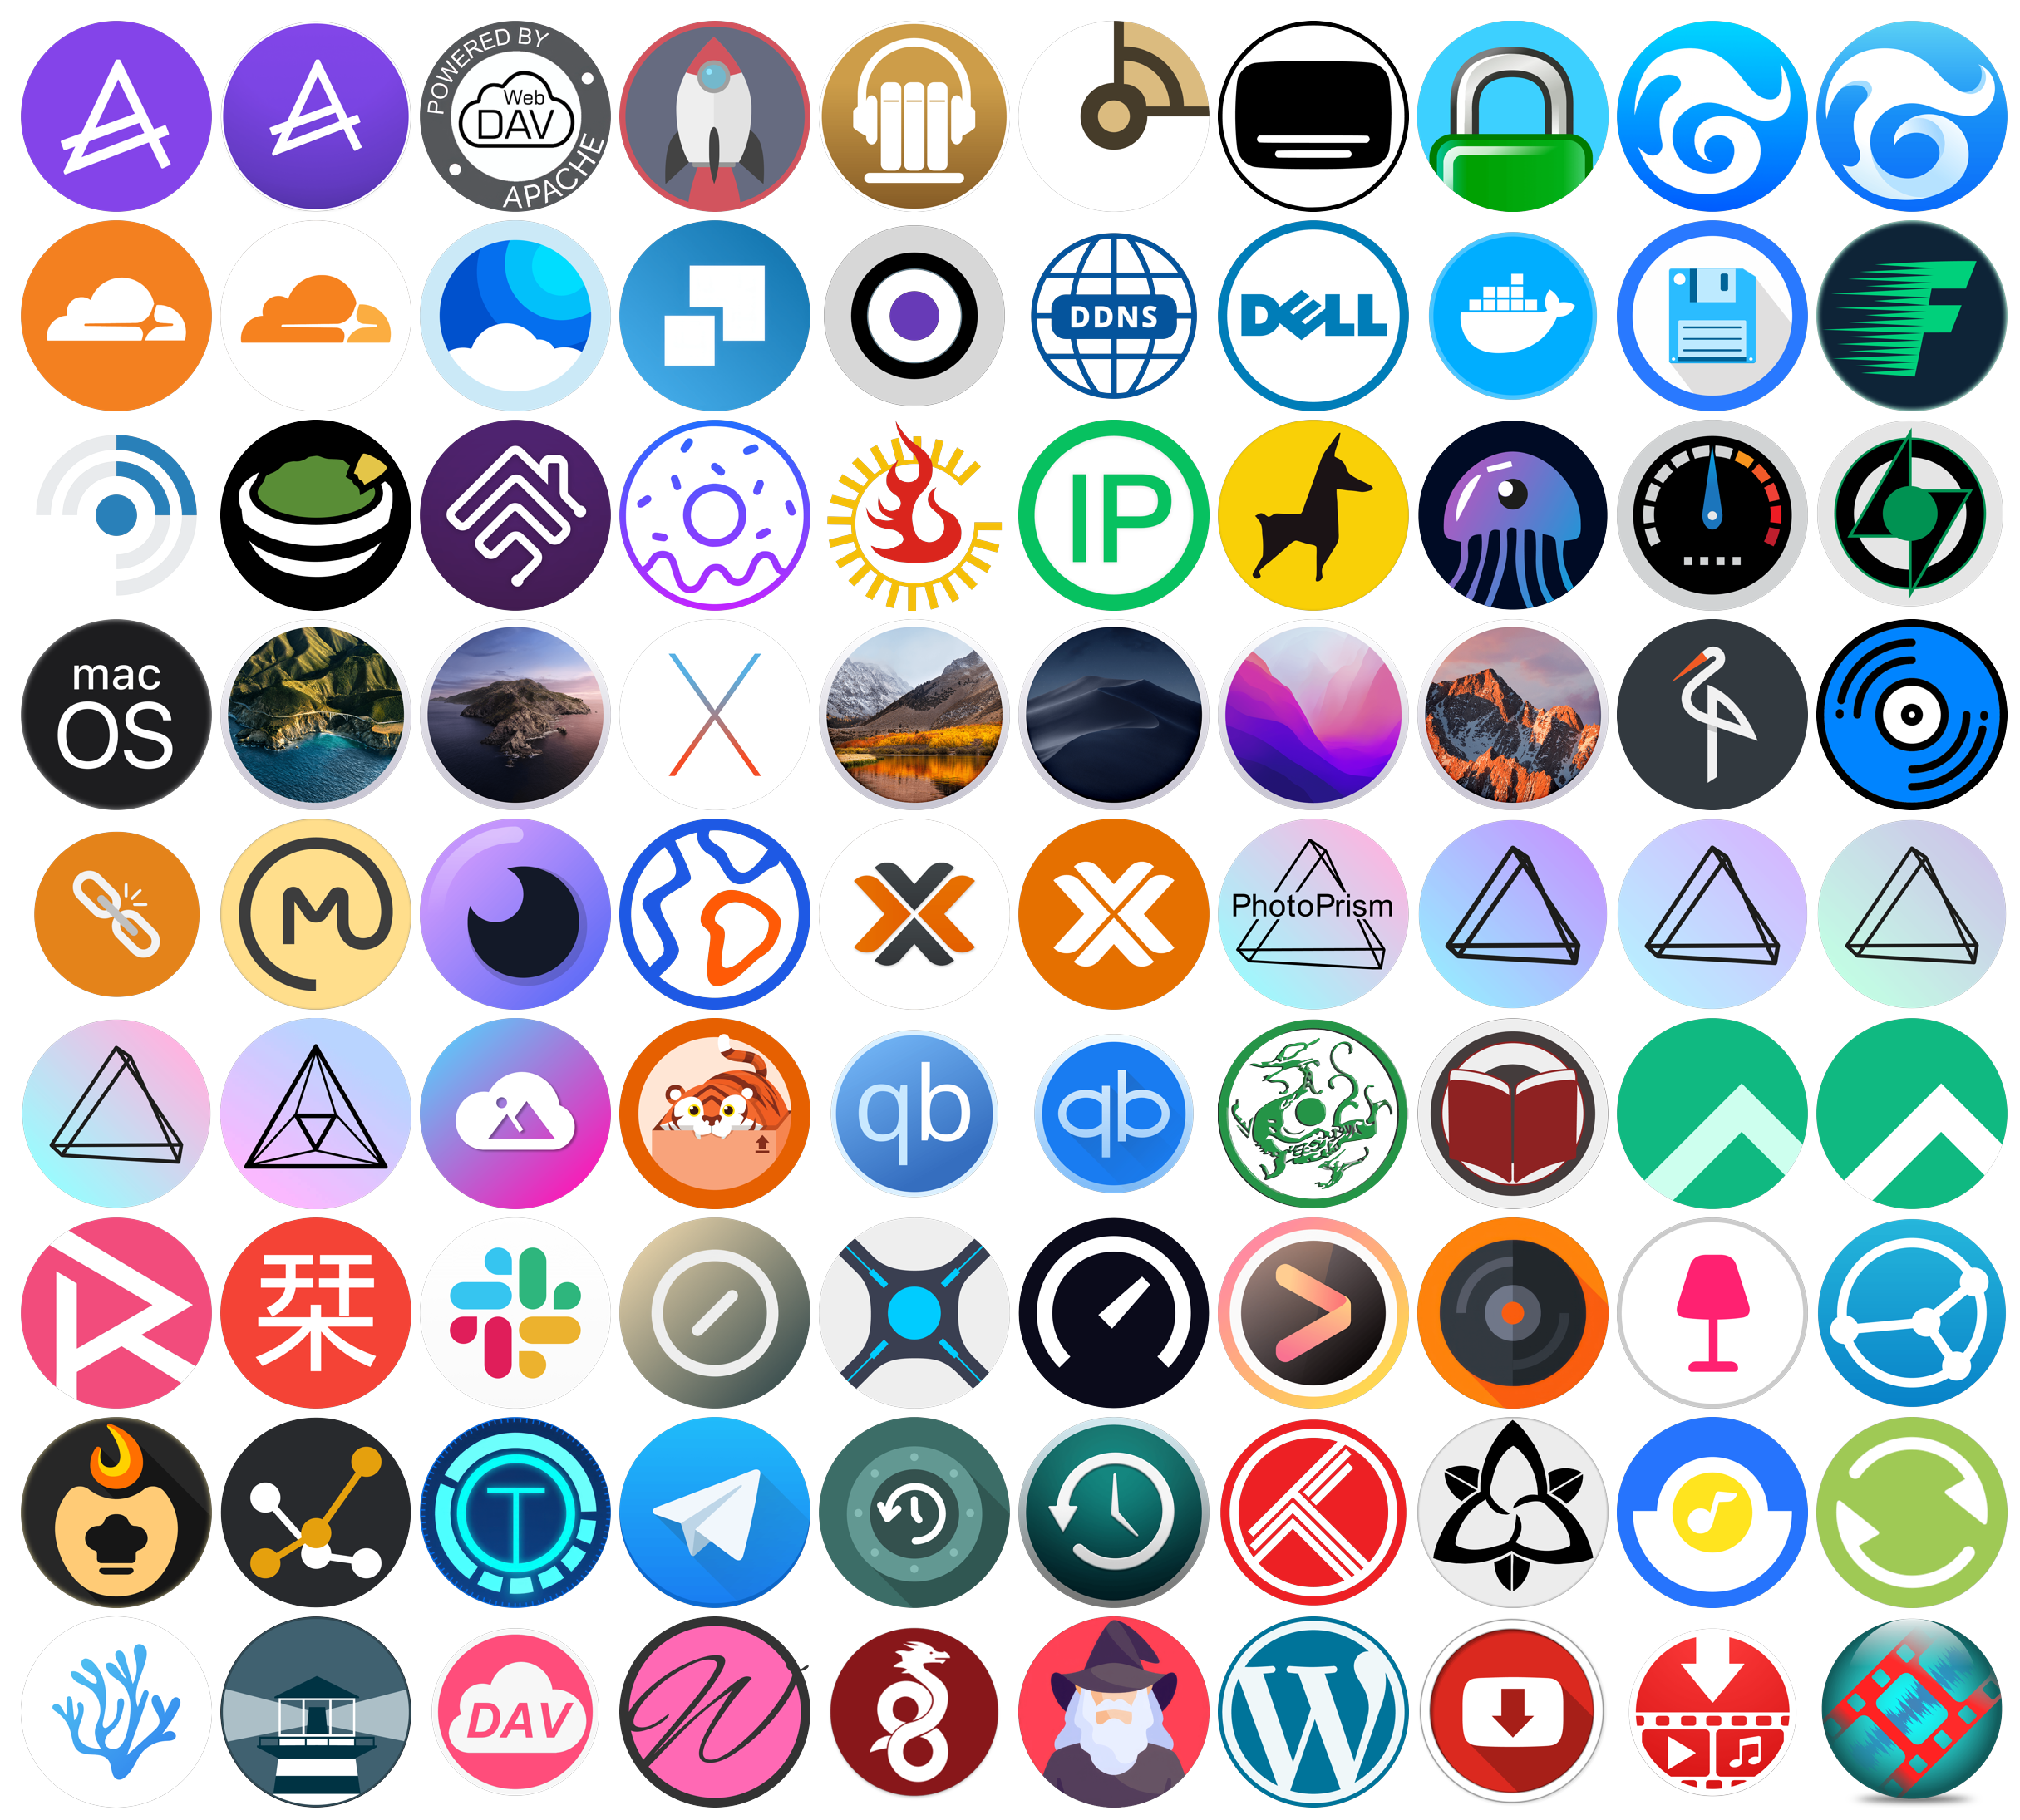 POWERED BY
Web
DAV
APACHE
DDNS
DELL
F
IP
mac
OS
X
M
PhotoPrism
qb
qb
栞
T
DAV
W
W